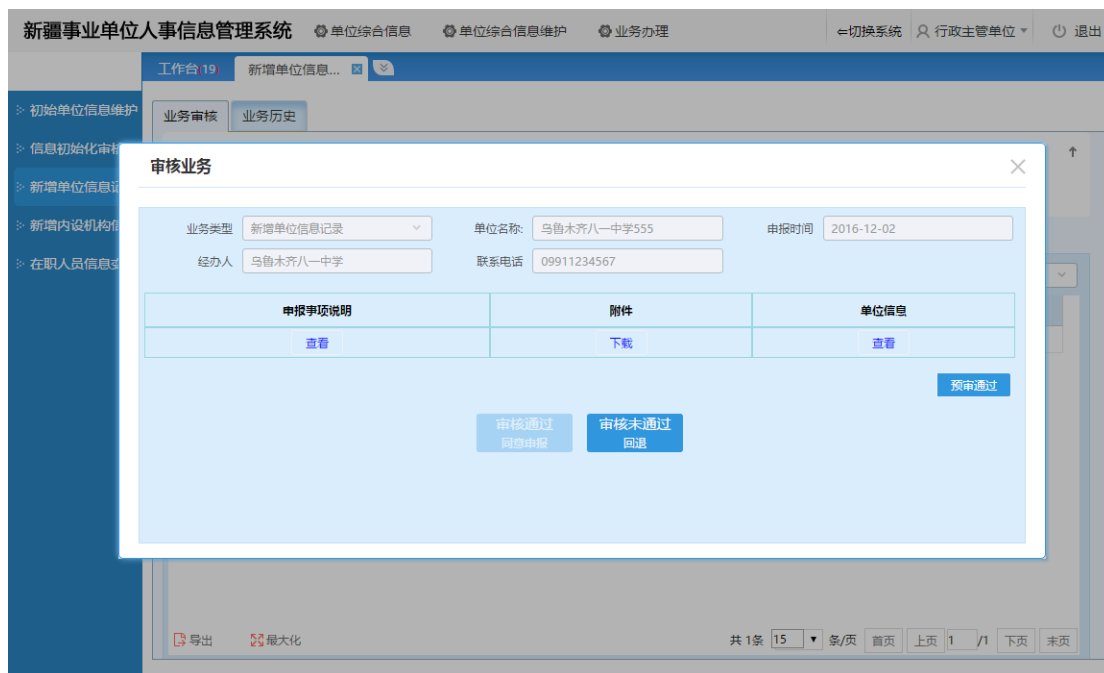 新疆事业单位人事信息管理系统 单位综合信息 单位综合信息维护 业务办理 ⇐切换系统 行政主管单位 退出
工作台(19) 新增单位信息...
初始单位信息维护
业务审核 业务历史
信息初始化审核
审核业务
新增单位信息记
业务类型 新增单位信息记录 单位名称: 乌鲁木齐八一中学555 申报时间 2016-12-02
新增内设机构信
经办人 乌鲁木齐八一中学 联系电话 09911234567
在职人员信息变
申报事项说明 附件 单位信息
查看 下载 查看
预审通过
审核通过 审核未通过
同意申报 回退
导出 最大化 共 1条 15 条/页 首页 上页 1 /1 下页 末页